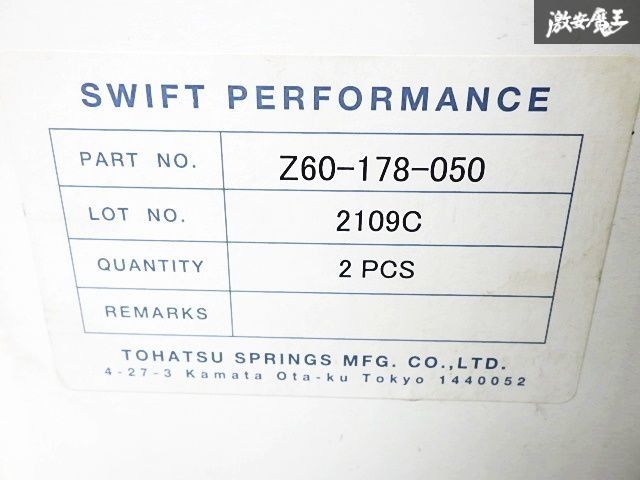 激安魔王
SWIFT PERFORMANCE
PART NO. Z60-178-050
LOT NO. 2109C
QUANTITY 2 PCS
REMARKS
TOHATSU SPRINGS MFG. CO.,LTD.
4-27-3 Kamata Ota-ku Tokyo 1440052